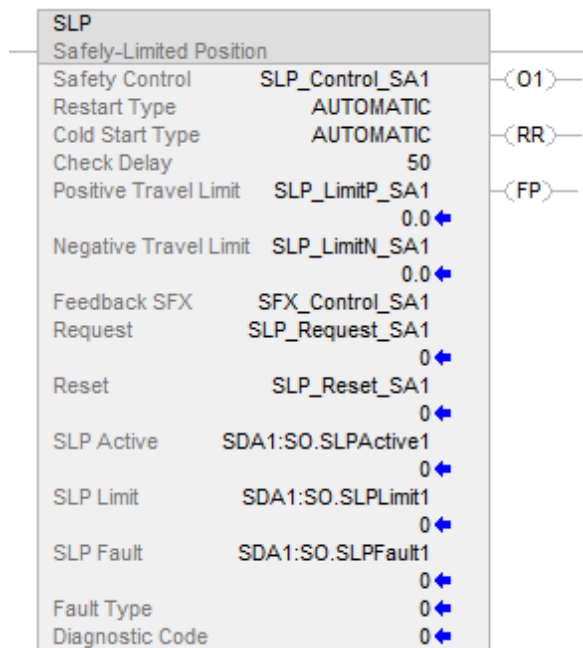 SLP
Safely-Limited Position
Safety Control SLP_Control_SA1 O1
Restart Type AUTOMATIC
Cold Start Type AUTOMATIC RR
Check Delay 50
Positive Travel Limit SLP_LimitP_SA1 FP
0.0
Negative Travel Limit SLP_LimitN_SA1
0.0
Feedback SFX SFX_Control_SA1
Request SLP_Request_SA1
0
Reset SLP_Reset_SA1
0
SLP Active SDA1:SO.SLPActive1
0
SLP Limit SDA1:SO.SLPLimit1
0
SLP Fault SDA1:SO.SLPFault1
0
Fault Type 0
Diagnostic Code 0